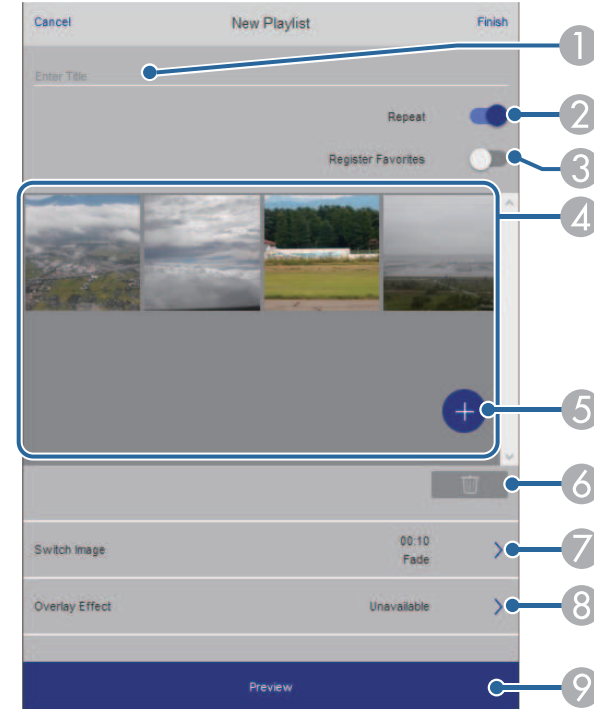 Cancel New Playlist Finish
1
Enter Title
Repeat 2
Register Favorites 3
4
5
6
Switch Image 00:10 Fade 7
Overlay Effect Unavailable 8
Preview 9